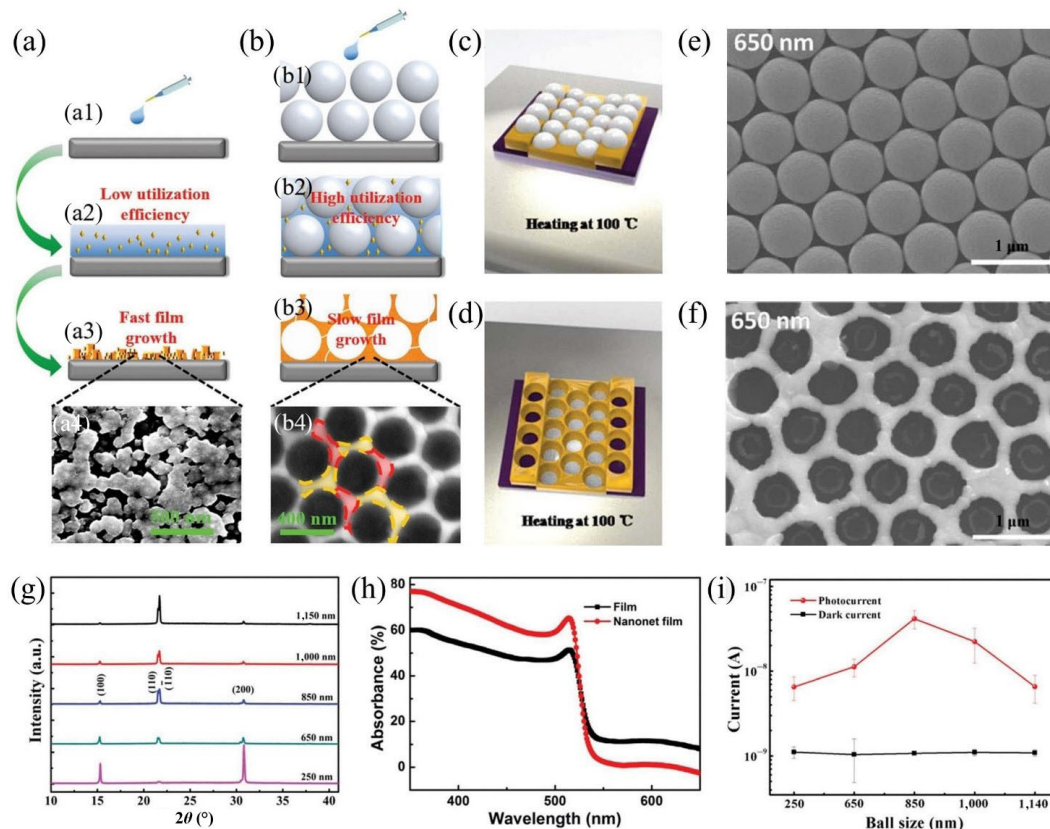 (a)
(a1)
Low utilization
efficiency
(a2)
(a3)
Fast film
growth
(a4)
500 nm
(b)
(b1)
(b2)
High utilization
efficiency
(b3)
Slow film
growth
(b4)
400 nm
(c)
Heating at 100 ℃
(d)
Heating at 100 ℃
(e)
650 nm
1 μm
(f)
650 nm
1 μm
(g)
Intensity (a.u.)
1,150 nm
1,000 nm
850 nm
650 nm
250 nm
(100)
(110)
(1̄10)
(200)
10 15 20 25 30 35 40
2θ (°)
(h)
Absorbance (%)
80
60
40
20
0
Film
Nanonet film
400 500 600
Wavelength (nm)
(i)
Current (A)
10⁻⁷
10⁻⁸
10⁻⁹
Photocurrent
Dark current
250 650 850 1,000 1,140
Ball size (nm)